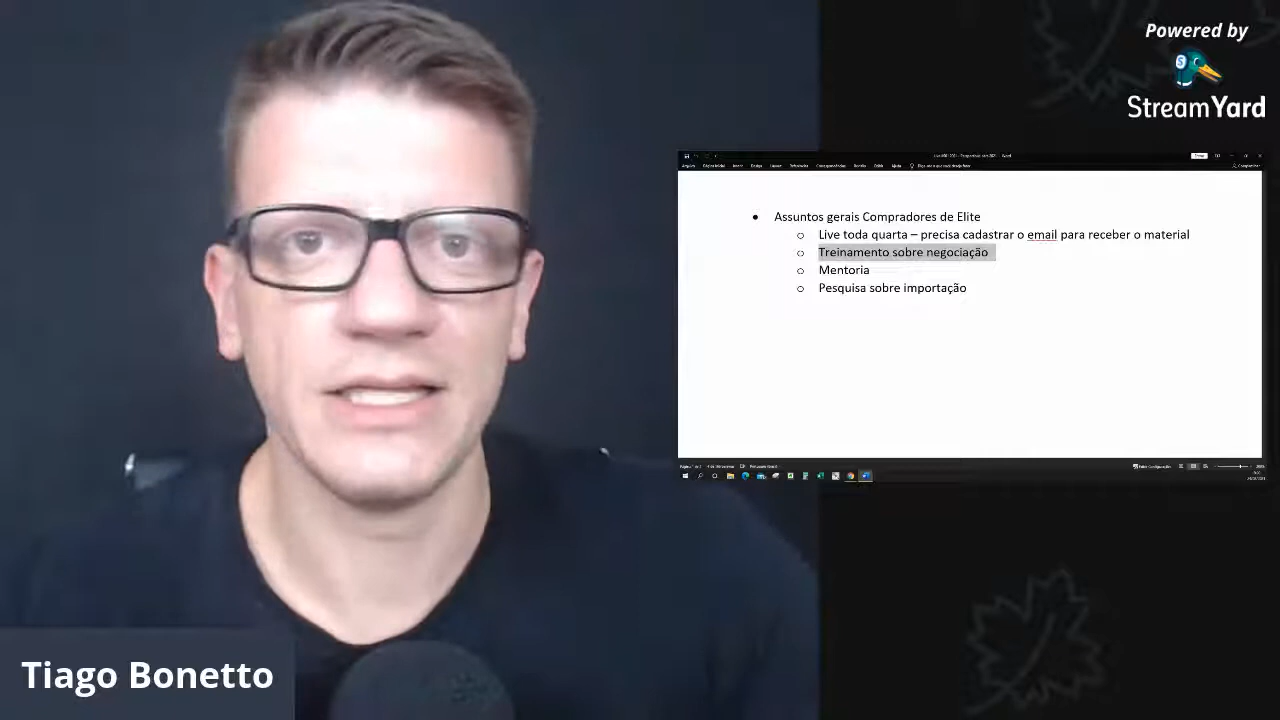 Powered by
StreamYard
Arquivo
Assuntos gerais Compradores de Elite
Live toda quarta – precisa cadastrar o email para receber o material
Treinamento sobre negociação
Mentoria
Pesquisa sobre importação
Tiago Bonetto